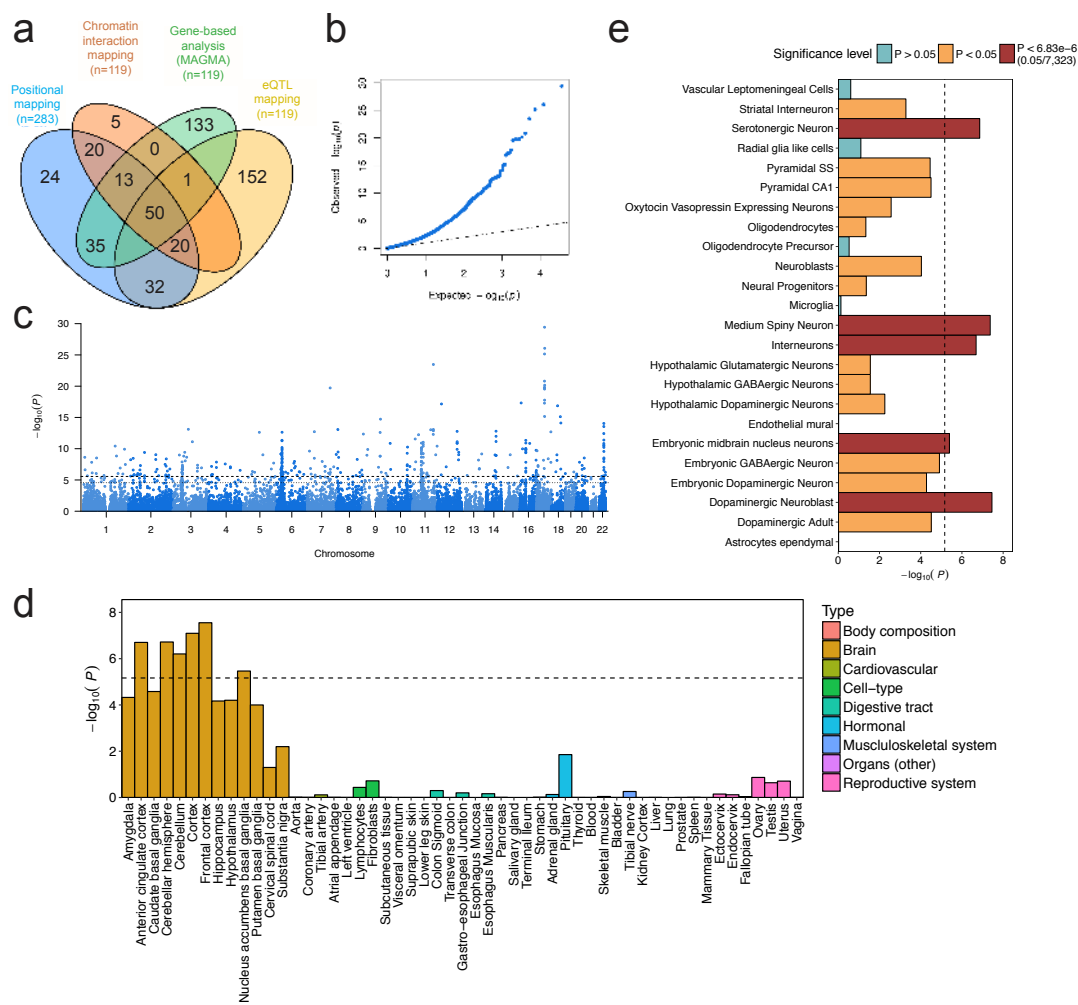 a
Chromatin
interaction
mapping
(n=119)
Gene-based
analysis
(MAGMA)
(n=119)
Positional
mapping
(n=283)
eQTL
mapping
(n=119)
5
133
20
0
24
13
1
152
50
35
20
32
b
30
25
20
15
10
5
0
0
1
2
3
4
c
−log10(P)
30
25
20
15
10
5
0
1
2
3
4
5
6
7
8
9
10
11
12
14
16
18
20
22
Chromosome
e
Significance level
P > 0.05
P < 0.05
P < 6.83e−6
(0.05/7,323)
Vascular Leptomeningeal Cells
Striatal Interneuron
Serotonergic Neuron
Radial glia like cells
Pyramidal SS
Pyramidal CA1
Oxytocin Vasopressin Expressing Neurons
Oligodendrocytes
Oligodendrocyte Precursor
Neuroblasts
Neural Progenitors
Microglia
Medium Spiny Neuron
Interneurons
Hypothalamic Glutamatergic Neurons
Hypothalamic GABAergic Neurons
Hypothalamic Dopaminergic Neurons
Endothelial mural
Embryonic midbrain nucleus neurons
Embryonic GABAergic Neuron
Embryonic Dopaminergic Neuron
Dopaminergic Neuroblast
Dopaminergic Adult
Astrocytes ependymal
0
2
4
6
8
−log10( P)
d
−log10( P)
8
6
4
2
0
Amygdala
Anterior cingulate cortex
Caudate basal ganglia
Cerebellar hemisphere
Cerebellum
Cortex
Frontal cortex
Hippocampus
Hypothalamus
Nucleus accumbens basal ganglia
Putamen basal ganglia
Cervical spinal cord
Substantia nigra
Aorta
Coronary artery
Tibial artery
Atrial appendage
Left ventricle
Lymphocytes
Fibroblasts
Subcutaneous tissue
Visceral omentum
Suprapubic skin
Lower leg skin
Colon Sigmoid
Transverse colon
Gastro−esophageal Junction
Esophagus Mucosa
Esophagus Muscularis
Pancreas
Salivary gland
Terminal Ileum
Stomach
Adrenal gland
Pituitary
Thyroid
Blood
Skeletal muscle
Tibial nerve
Bladder
Kidney Cortex
Liver
Lung
Prostate
Spleen
Mammary Tissue
Ectocervix
Endocervix
Fallopian tube
Ovary
Testis
Uterus
Vagina
Type
Body composition
Brain
Cardiovascular
Cell−type
Digestive tract
Hormonal
Musculoskeletal system
Organs (other)
Reproductive system